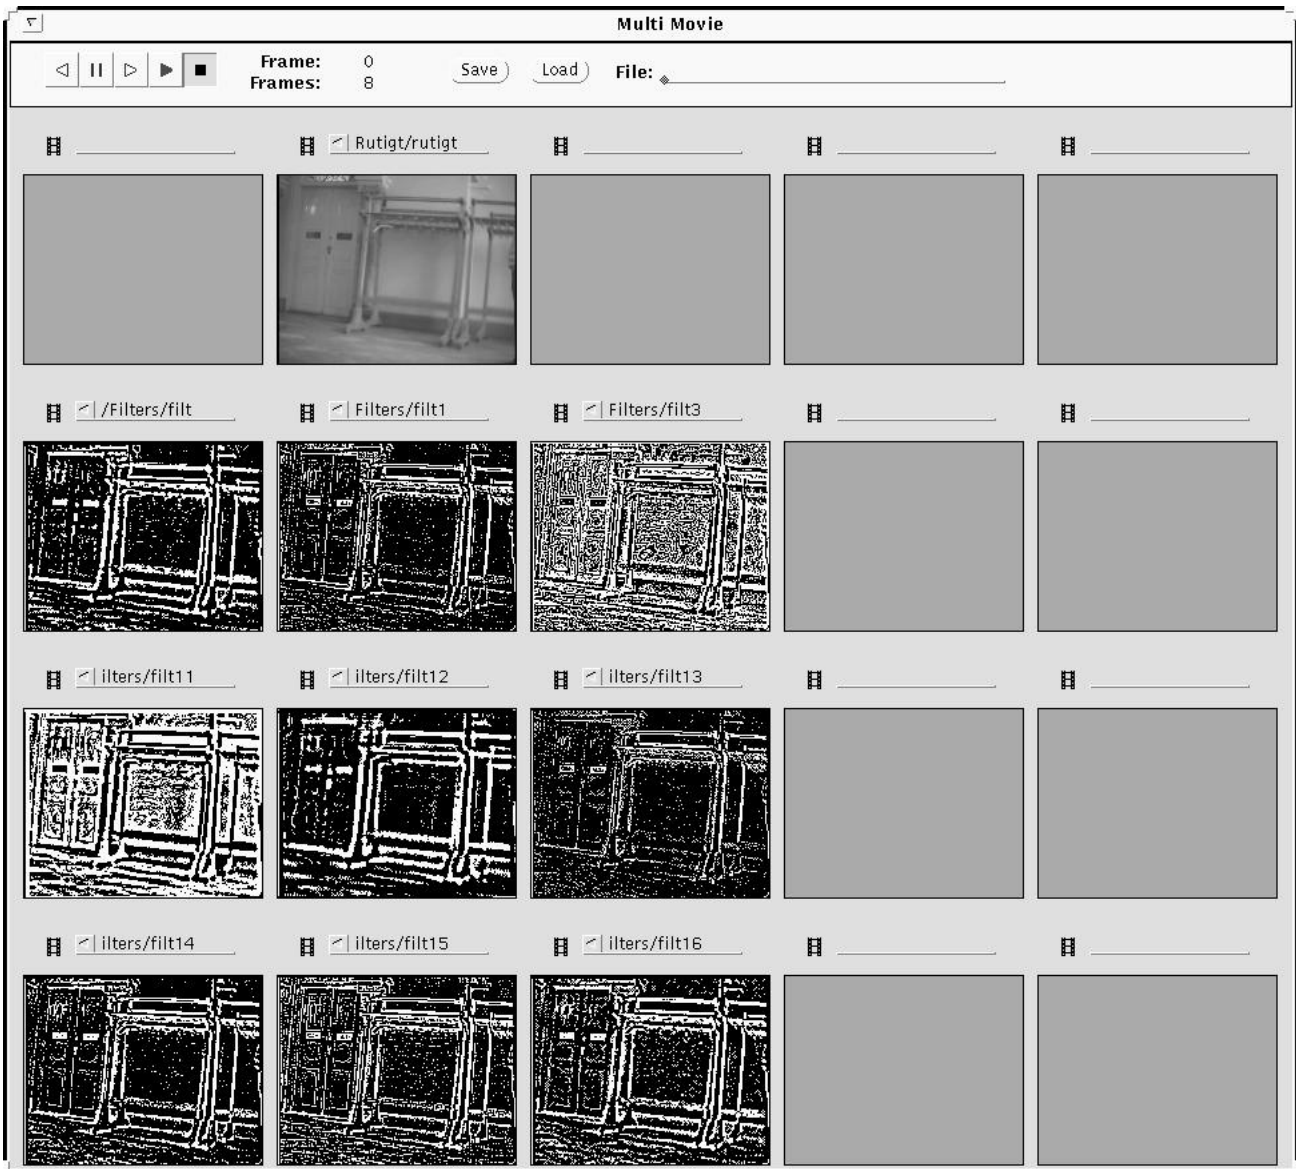 Multi Movie
Frame: 0
Frames: 8
Save Load File:
Rutigt/rutigt
/Filters/filt Filters/filt1 Filters/filt3
ilters/filt11 ilters/filt12 ilters/filt13
ilters/filt14 ilters/filt15 ilters/filt16